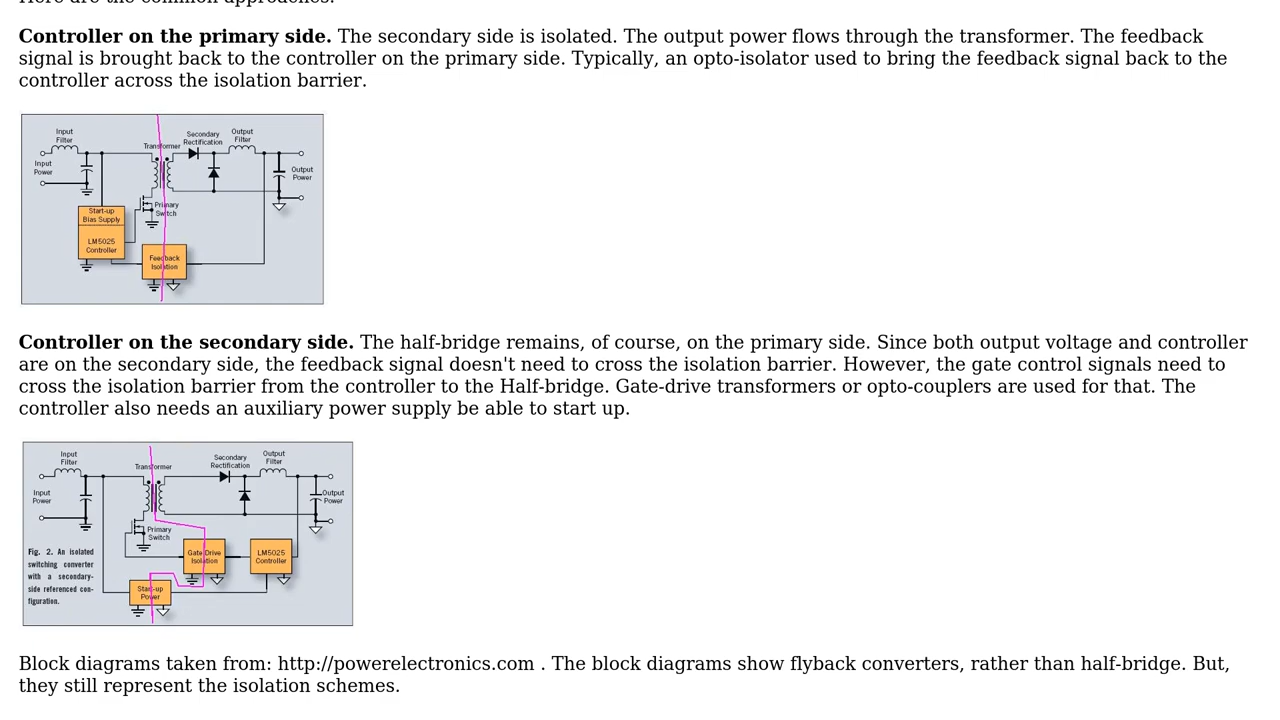 Here are the common approaches:
Controller on the primary side. The secondary side is isolated. The output power flows through the transformer. The feedback
signal is brought back to the controller on the primary side. Typically, an opto-isolator used to bring the feedback signal back to the
controller across the isolation barrier.
Input
Filter
Transformer
Secondary
Rectification
Output
Filter
Input
Power
Output
Power
Primary
Switch
Start-up
Bias Supply
LM5025
Controller
Feedback
Isolation
Controller on the secondary side. The half-bridge remains, of course, on the primary side. Since both output voltage and controller
are on the secondary side, the feedback signal doesn't need to cross the isolation barrier. However, the gate control signals need to
cross the isolation barrier from the controller to the Half-bridge. Gate-drive transformers or opto-couplers are used for that. The
controller also needs an auxiliary power supply be able to start up.
Input
Filter
Transformer
Secondary
Rectification
Output
Filter
Input
Power
Output
Power
Primary
Switch
Gate Drive
Isolation
LM5025
Controller
Fig. 2. An isolated
switching converter
with a secondary-
side referenced con-
figuration.
Start-up
Power
Block diagrams taken from: http://powerelectronics.com . The block diagrams show flyback converters, rather than half-bridge. But,
they still represent the isolation schemes.